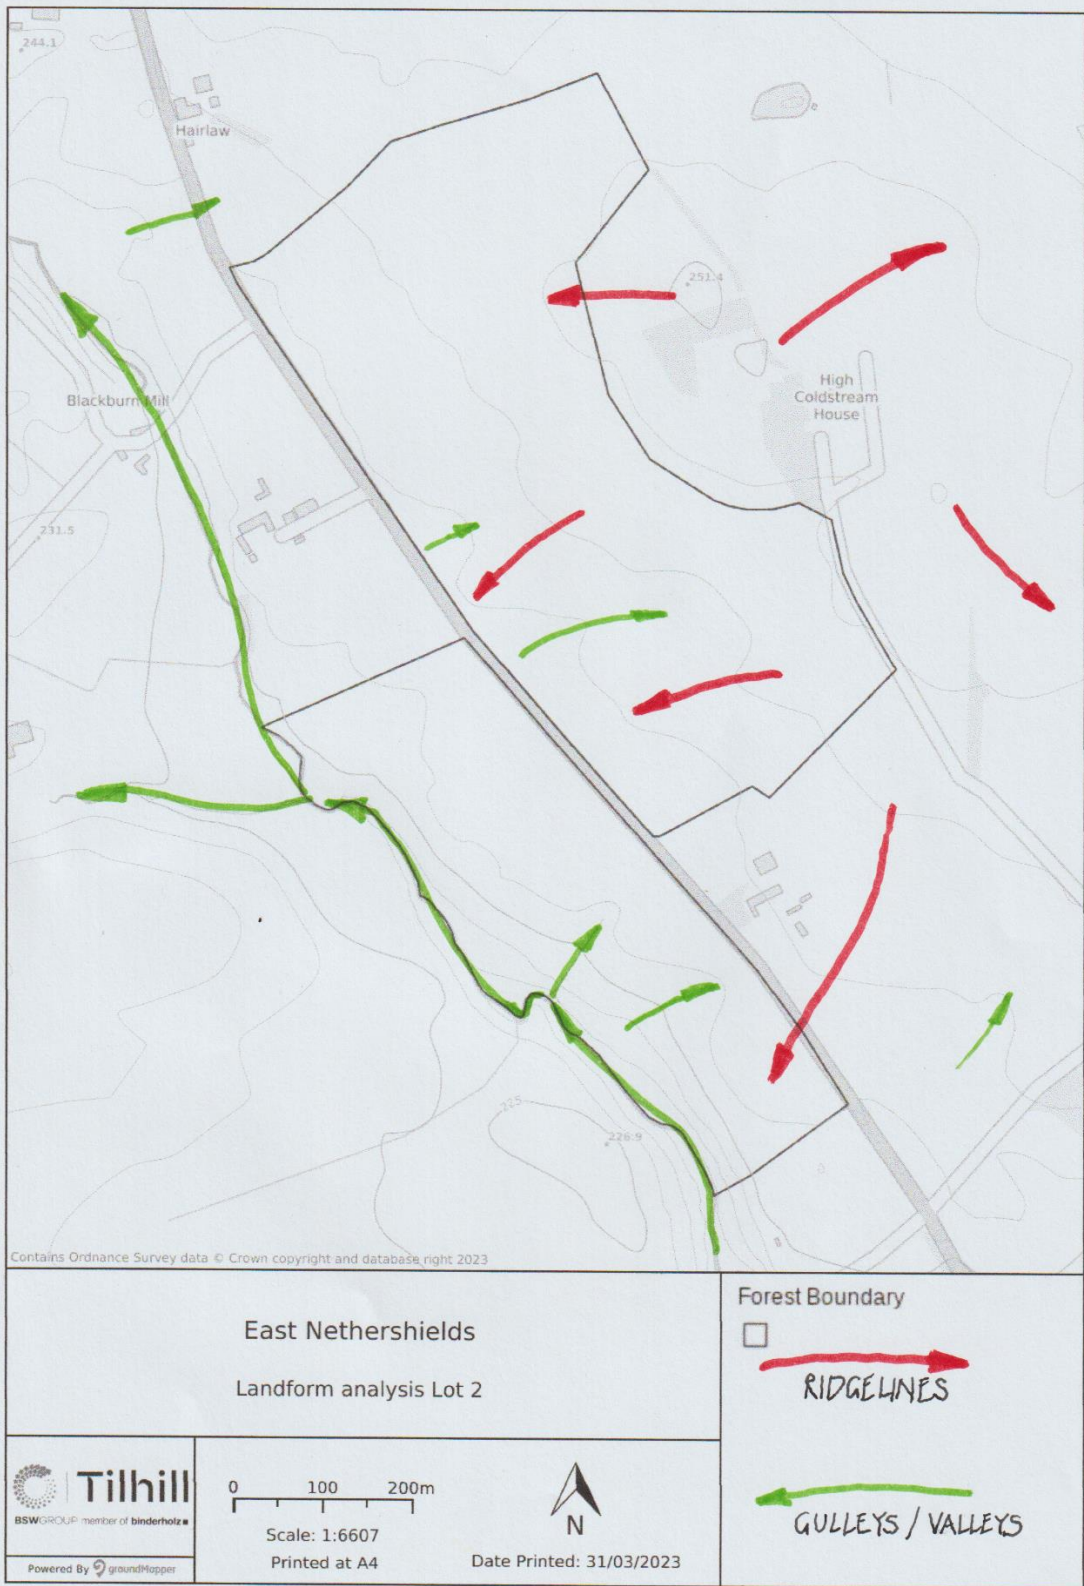 244.1
Hairlaw
251.4
High
Coldstream
House
Blackburn Mill
231.5
225
226.9
Contains Ordnance Survey data © Crown copyright and database right 2023
East Nethershields
Landform analysis Lot 2
Forest Boundary
RIDGELINES
GULLEYS / VALLEYS
Tilhill
BSWGROUP member of binderholz
Powered By groundMapper
0 100 200m
Scale: 1:6607
Printed at A4
N
Date Printed: 31/03/2023